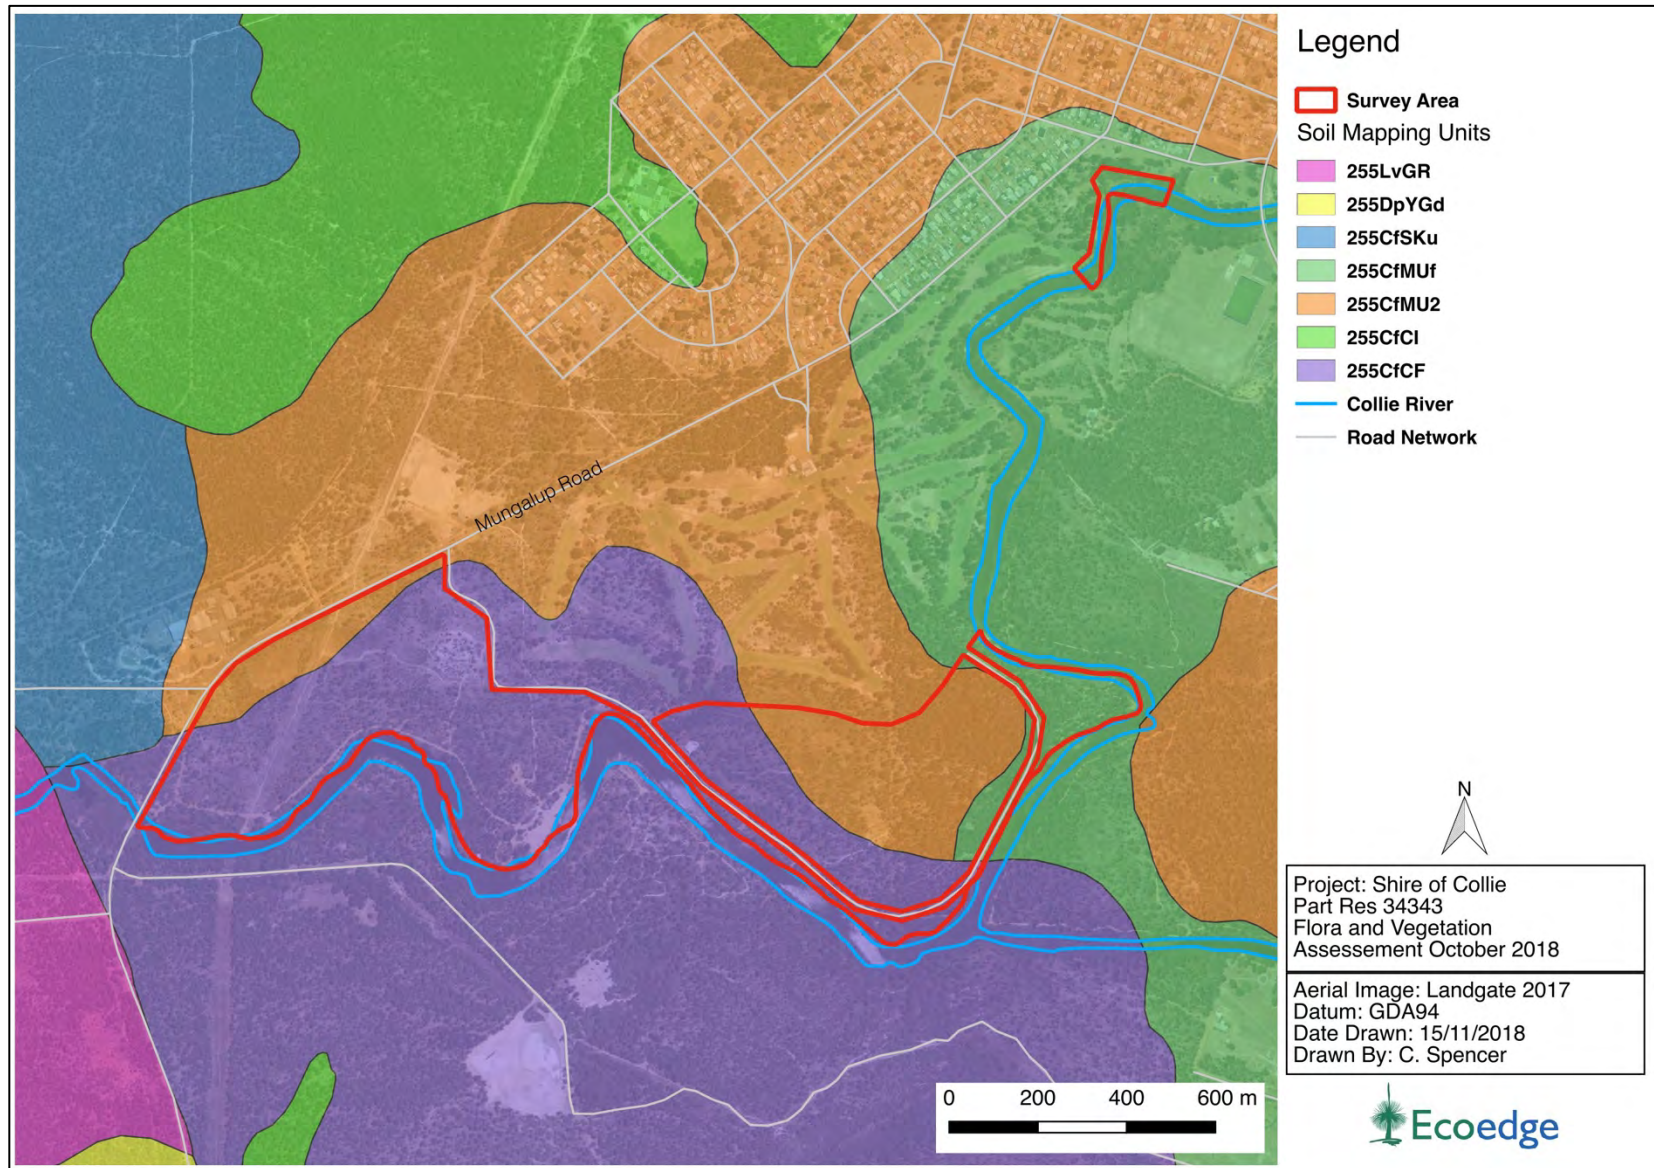 Legend
Survey Area
Soil Mapping Units
255LvGR
255DpYGd
255CfSKu
255CfMUf
255CfMU2
255CfCI
255CfCF
Collie River
Road Network
Mungalup Road
N
Project: Shire of Collie
Part Res 34343
Flora and Vegetation
Assessement October 2018
Aerial Image: Landgate 2017
Datum: GDA94
Date Drawn: 15/11/2018
Drawn By: C. Spencer
0 200 400 600 m
Ecoedge